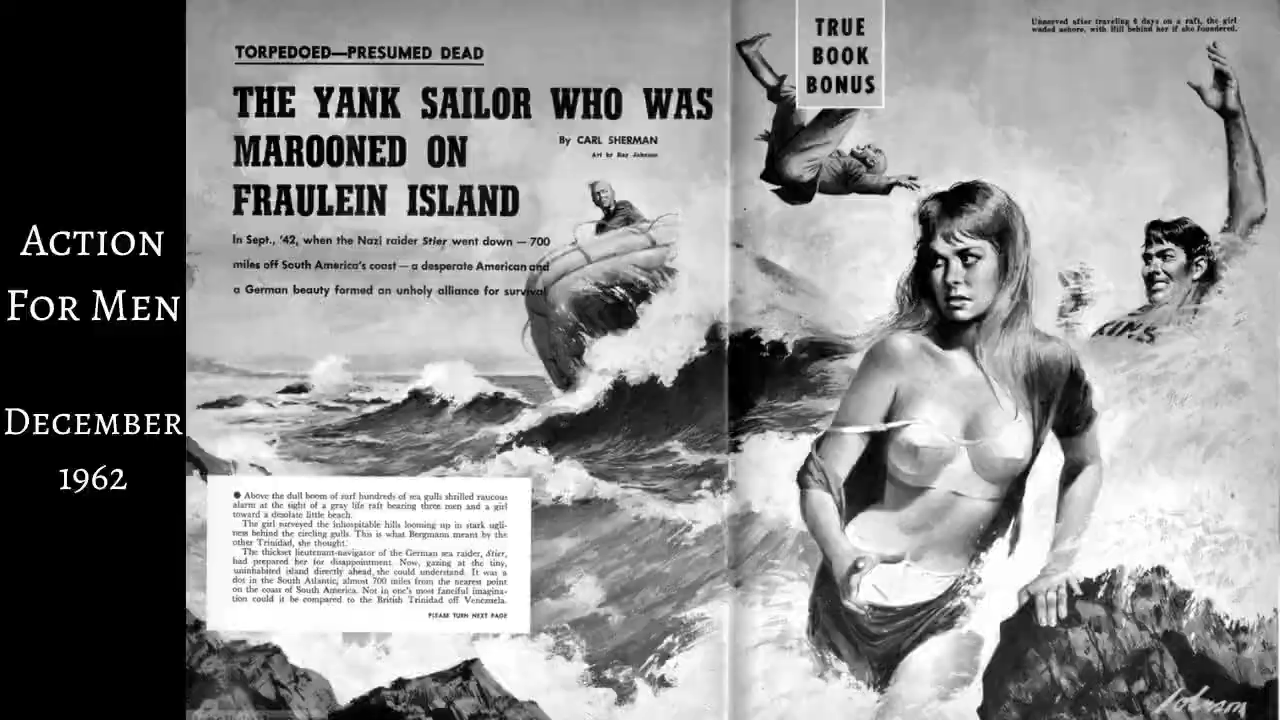 ACTION
FOR MEN
DECEMBER
1962
TORPEDOED—PRESUMED DEAD
THE YANK SAILOR WHO WAS
MAROONED ON
FRAULEIN ISLAND
By CARL SHERMAN
Art by Ray Johnson
In Sept., '42, when the Nazi raider Stier went down — 700
miles off South America's coast — a desperate American and
a German beauty formed an unholy alliance for survival
● Above the dull boom of surf hundreds of sea gulls shrilled raucous
alarm at the sight of a gray life raft bearing three men and a girl
toward a desolate little beach.
The girl surveyed the inhospitable hills looming up in stark ugli-
ness behind the circling gulls. This is what Bergmann meant by the
other Trinidad, she thought.
The thickset lieutenant-navigator of the German sea raider, Stier,
had prepared her for disappointment. Now, gazing at the tiny,
uninhabited island directly ahead, she could understand. It was a
dot in the South Atlantic, almost 700 miles from the nearest point
on the coast of South America. Not in one's most fanciful imagina-
tion could it be compared to the British Trinidad off Venezuela.
PLEASE TURN NEXT PAGE
TRUE
BOOK
BONUS
Unnerved after traveling 6 days on a raft, the girl
waded ashore, with Hill behind her if she foundered.
KINS
Johnson